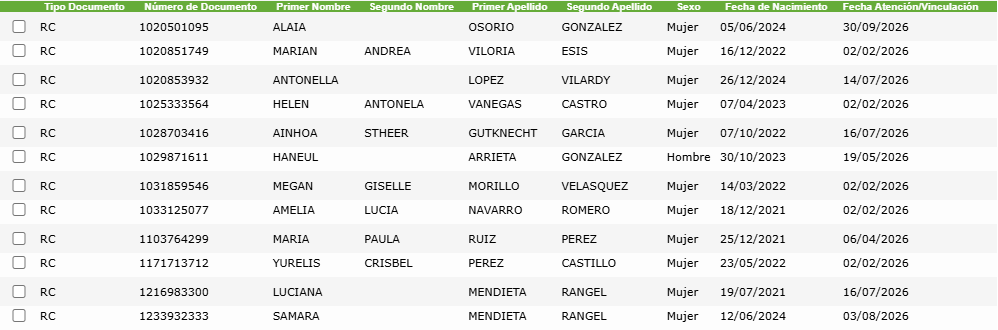 Tipo Documento Número de Documento Primer Nombre Segundo Nombre Primer Apellido Segundo Apellido Sexo Fecha de Nacimiento Fecha Atención/Vinculación
RC 1020501095 ALAIA OSORIO GONZALEZ Mujer 05/06/2024 30/09/2026
RC 1020851749 MARIAN ANDREA VILORIA ESIS Mujer 16/12/2022 02/02/2026
RC 1020853932 ANTONELLA LOPEZ VILARDY Mujer 26/12/2024 14/07/2026
RC 1025333564 HELEN ANTONELA VANEGAS CASTRO Mujer 07/04/2023 02/02/2026
RC 1028703416 AINHOA STHEER GUTKNECHT GARCIA Mujer 07/10/2022 16/07/2026
RC 1029871611 HANEUL ARRIETA GONZALEZ Hombre 30/10/2023 19/05/2026
RC 1031859546 MEGAN GISELLE MORILLO VELASQUEZ Mujer 14/03/2022 02/02/2026
RC 1033125077 AMELIA LUCIA NAVARRO ROMERO Mujer 18/12/2021 02/02/2026
RC 1103764299 MARIA PAULA RUIZ PEREZ Mujer 25/12/2021 06/04/2026
RC 1171713712 YURELIS CRISBEL PEREZ CASTILLO Mujer 23/05/2022 02/02/2026
RC 1216983300 LUCIANA MENDIETA RANGEL Mujer 19/07/2021 16/07/2026
RC 1233932333 SAMARA MENDIETA RANGEL Mujer 12/06/2024 03/08/2026